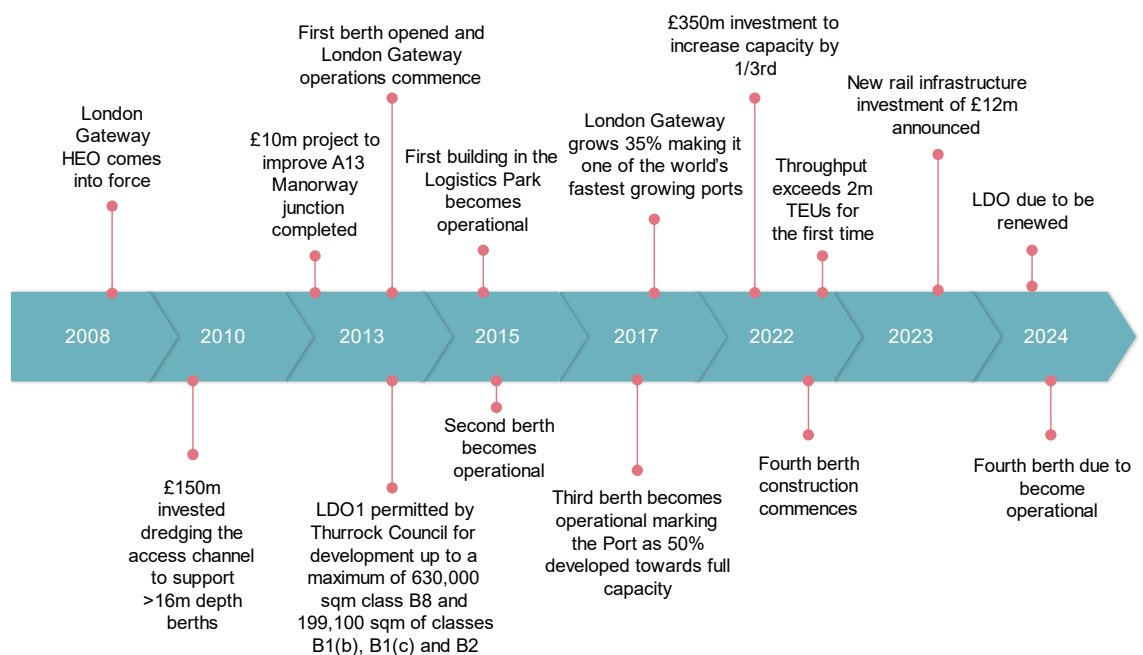 First berth opened and
London Gateway
operations commence
£350m investment to
increase capacity by
1/3rd
New rail infrastructure
investment of £12m
announced
London
Gateway
HEO comes
into force
£10m project to
improve A13
Manorway
junction
completed
First building in the
Logistics Park
becomes
operational
London Gateway
grows 35% making it
one of the world's
fastest growing ports
Throughput
exceeds 2m
TEUs for
the first time
LDO due to be
renewed
2008
2010
2013
2015
2017
2022
2023
2024
£150m
invested
dredging the
access channel
to support
>16m depth
berths
LDO1 permitted by
Thurrock Council for
development up to a
maximum of 630,000
sqm class B8 and
199,100 sqm of classes
B1(b), B1(c) and B2
Second berth
becomes
operational
Third berth becomes
operational marking
the Port as 50%
developed towards full
capacity
Fourth berth
construction
commences
Fourth berth due to
become
operational